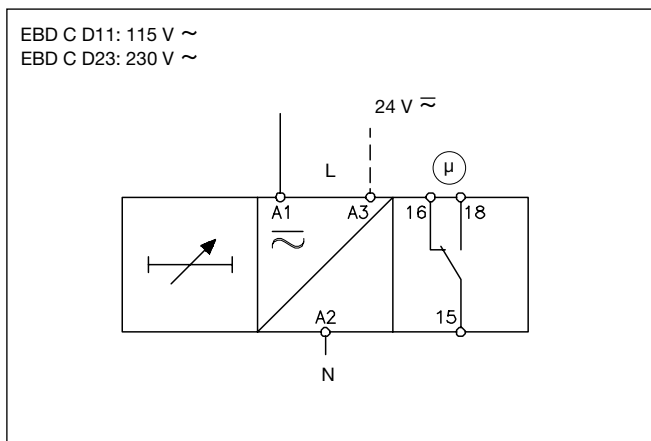 EBD C D11: 115 V ~
EBD C D23: 230 V ~
24 V ≂
L
µ
A1
A3
16
18
A2
15
N